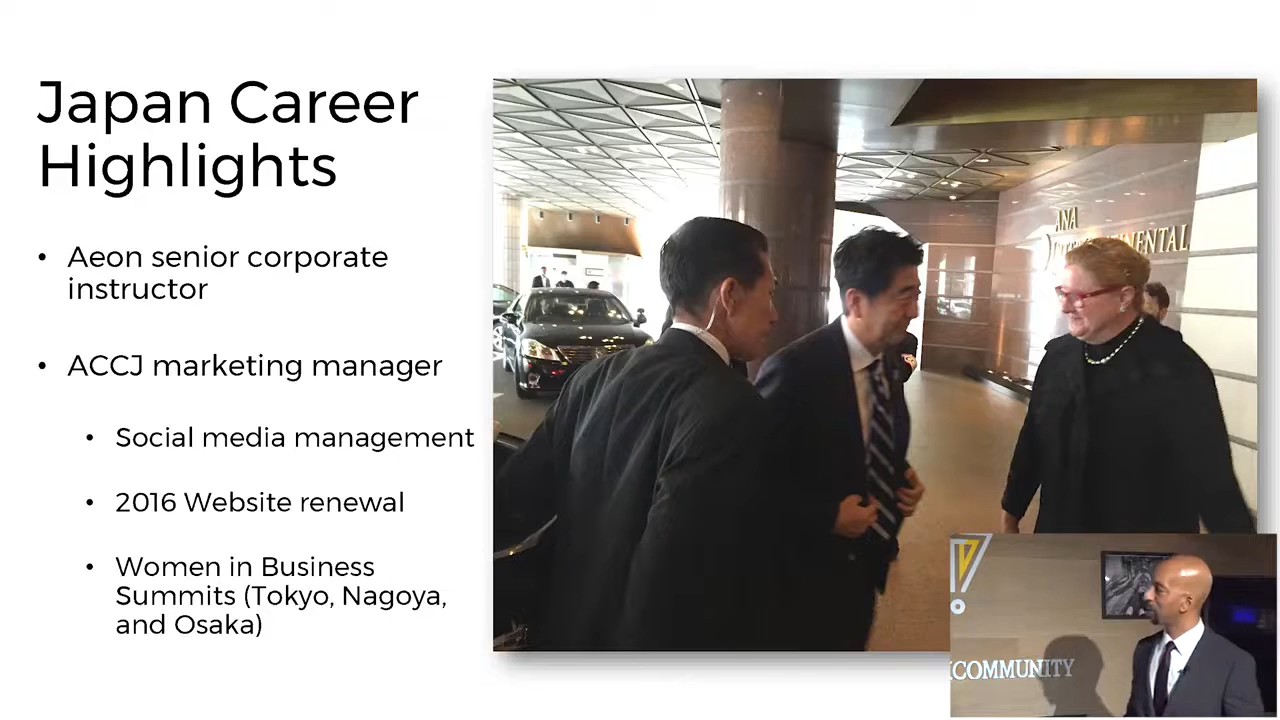 Japan Career
Highlights
• Aeon senior corporate
instructor
• ACCJ marketing manager
• Social media management
• 2016 Website renewal
• Women in Business
Summits (Tokyo, Nagoya,
and Osaka)
ANA
INTERCONTINENTAL
COMMUNITY